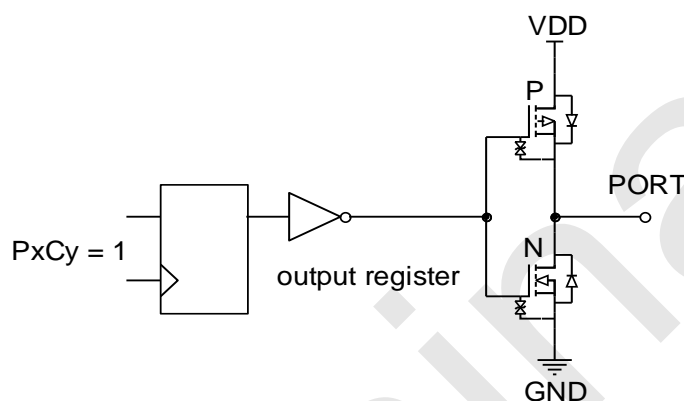 VDD
P
PORT
PxCy = 1
N
output register
GND